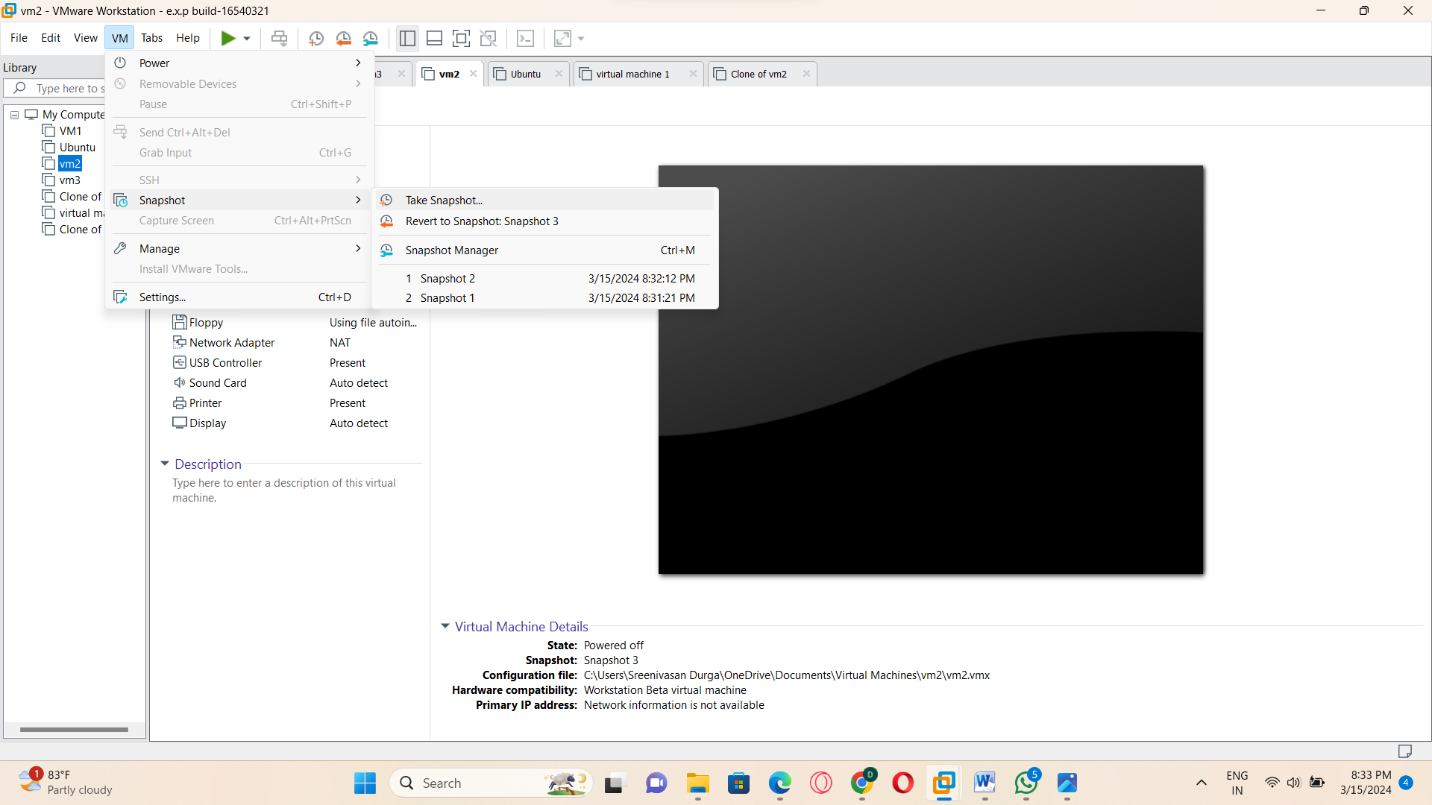 vm2 - VMware Workstation - e.x.p build-16540321
File Edit View VM Tabs Help
Library
Type here to s
My Compute
VM1
Ubuntu
vm2
vm3
Clone of
virtual ma
Clone of
Power
Removable Devices
Pause Ctrl+Shift+P
Send Ctrl+Alt+Del
Grab Input Ctrl+G
SSH
Snapshot
Capture Screen Ctrl+Alt+PrtScn
Manage
Install VMware Tools...
Settings... Ctrl+D
Take Snapshot...
Revert to Snapshot: Snapshot 3
Snapshot Manager Ctrl+M
1 Snapshot 2 3/15/2024 8:32:12 PM
2 Snapshot 1 3/15/2024 8:31:21 PM
n3 vm2 Ubuntu virtual machine 1 Clone of vm2
Floppy Using file autoin...
Network Adapter NAT
USB Controller Present
Sound Card Auto detect
Printer Present
Display Auto detect
Description
Type here to enter a description of this virtual
machine.
Virtual Machine Details
State: Powered off
Snapshot: Snapshot 3
Configuration file: C:\Users\Sreenivasan Durga\OneDrive\Documents\Virtual Machines\vm2\vm2.vmx
Hardware compatibility: Workstation Beta virtual machine
Primary IP address: Network information is not available
1
83°F
Partly cloudy
Search
D
W
5
ENG
IN
8:33 PM
3/15/2024
4